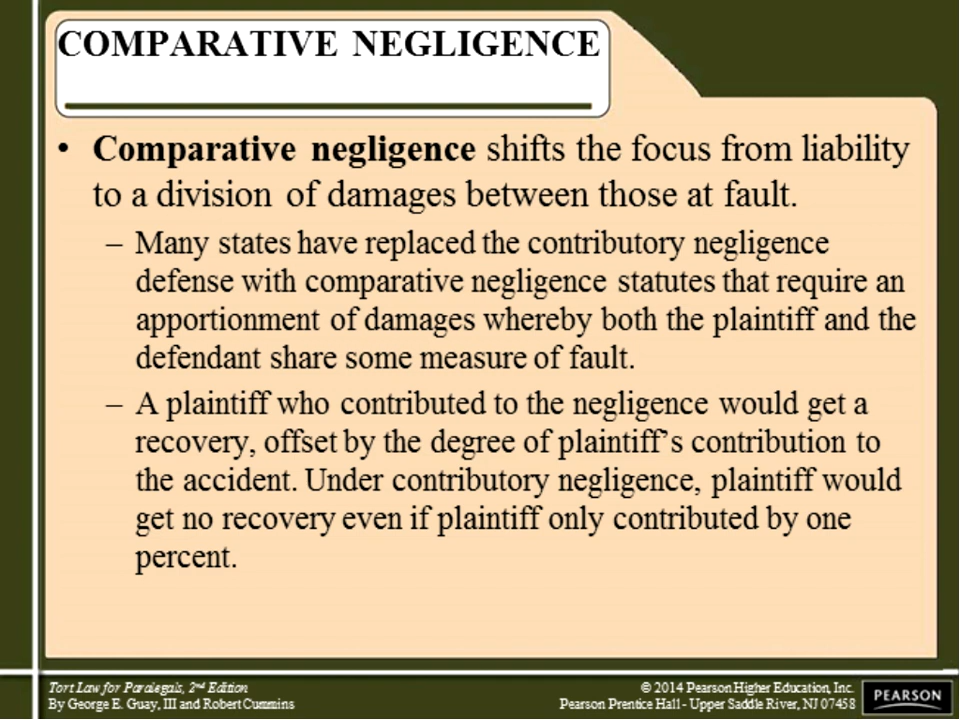 COMPARATIVE NEGLIGENCE
• Comparative negligence shifts the focus from liability
to a division of damages between those at fault.
– Many states have replaced the contributory negligence
defense with comparative negligence statutes that require an
apportionment of damages whereby both the plaintiff and the
defendant share some measure of fault.
– A plaintiff who contributed to the negligence would get a
recovery, offset by the degree of plaintiff’s contribution to
the accident. Under contributory negligence, plaintiff would
get no recovery even if plaintiff only contributed by one
percent.
Tort Law for Paralegals, 2nd Edition
By George E. Guay, III and Robert Cummins
© 2014 Pearson Higher Education, Inc.
Pearson Prentice Hall - Upper Saddle River, NJ 07458
PEARSON